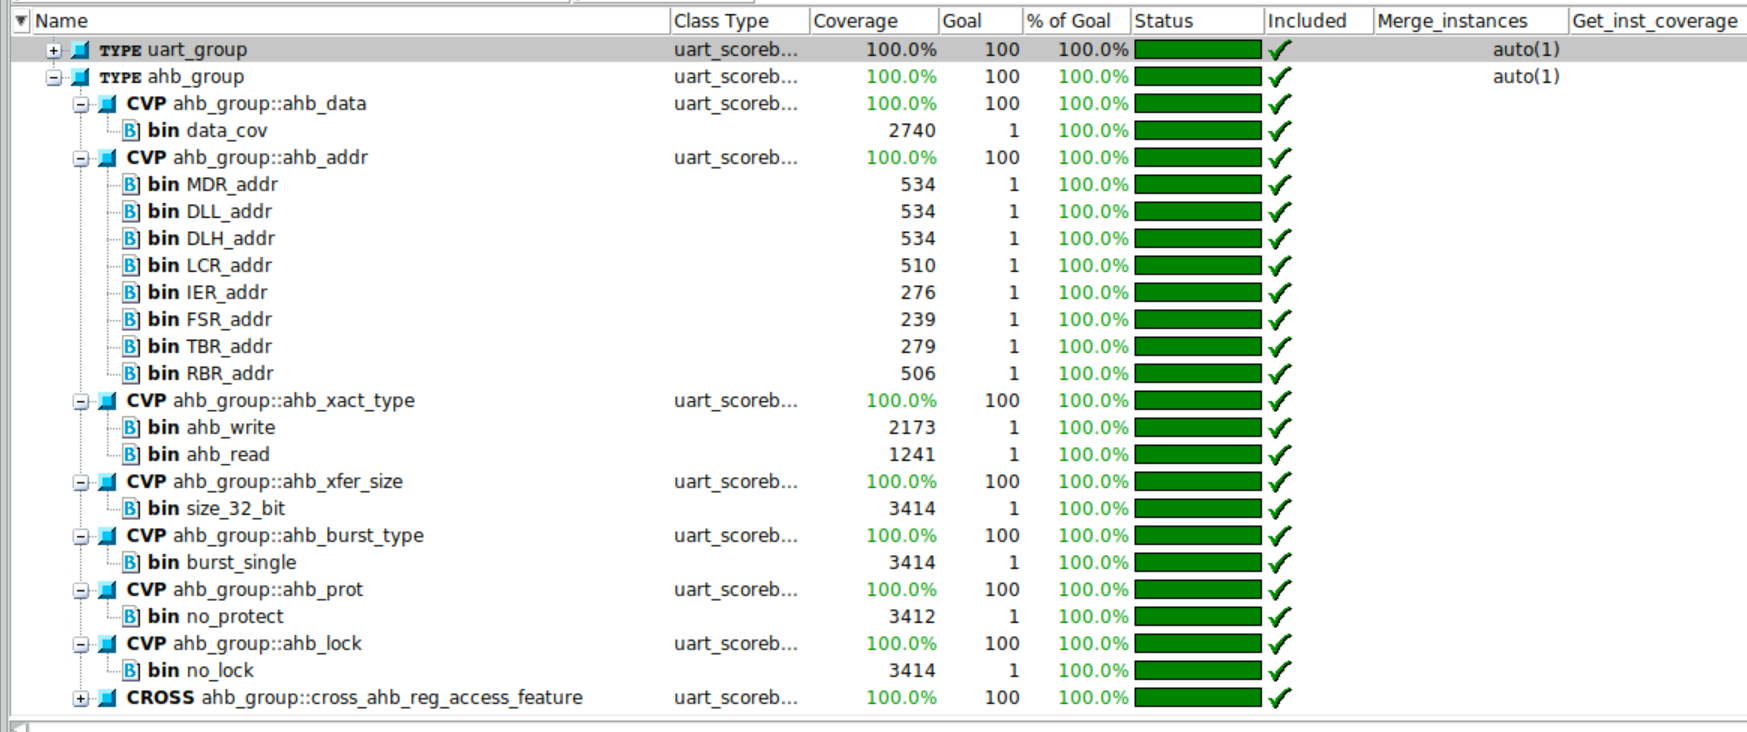 Name Class Type Coverage Goal % of Goal Status Included Merge_instances Get_inst_coverage
TYPE uart_group uart_scoreb... 100.0% 100 100.0% auto(1)
TYPE ahb_group uart_scoreb... 100.0% 100 100.0% auto(1)
CVP ahb_group::ahb_data uart_scoreb... 100.0% 100 100.0%
B] bin data_cov 2740 1 100.0%
CVP ahb_group::ahb_addr uart_scoreb... 100.0% 100 100.0%
B] bin MDR_addr 534 1 100.0%
B] bin DLL_addr 534 1 100.0%
B] bin DLH_addr 534 1 100.0%
B] bin LCR_addr 510 1 100.0%
B] bin IER_addr 276 1 100.0%
B] bin FSR_addr 239 1 100.0%
B] bin TBR_addr 279 1 100.0%
B] bin RBR_addr 506 1 100.0%
CVP ahb_group::ahb_xact_type uart_scoreb... 100.0% 100 100.0%
B] bin ahb_write 2173 1 100.0%
B] bin ahb_read 1241 1 100.0%
CVP ahb_group::ahb_xfer_size uart_scoreb... 100.0% 100 100.0%
B] bin size_32_bit 3414 1 100.0%
CVP ahb_group::ahb_burst_type uart_scoreb... 100.0% 100 100.0%
B] bin burst_single 3414 1 100.0%
CVP ahb_group::ahb_prot uart_scoreb... 100.0% 100 100.0%
B] bin no_protect 3412 1 100.0%
CVP ahb_group::ahb_lock uart_scoreb... 100.0% 100 100.0%
B] bin no_lock 3414 1 100.0%
CROSS ahb_group::cross_ahb_reg_access_feature uart_scoreb... 100.0% 100 100.0%